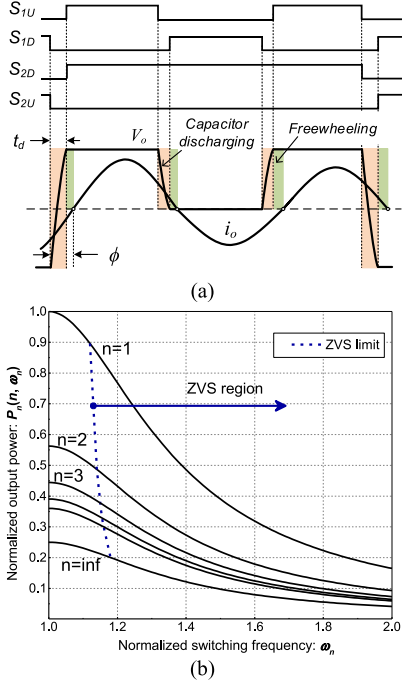 S1U
S1D
S2D
S2U
td
Vo
Capacitor
discharging
Freewheeling
io
ϕ
(a)
Normalized output power: Pn(n, ωn)
1.0
0.9
0.8
0.7
0.6
0.5
0.4
0.3
0.2
0.1
n=1
n=2
n=3
n=inf
ZVS limit
ZVS region
1.0 1.2 1.4 1.6 1.8 2.0
Normalized switching frequency: ωn
(b)